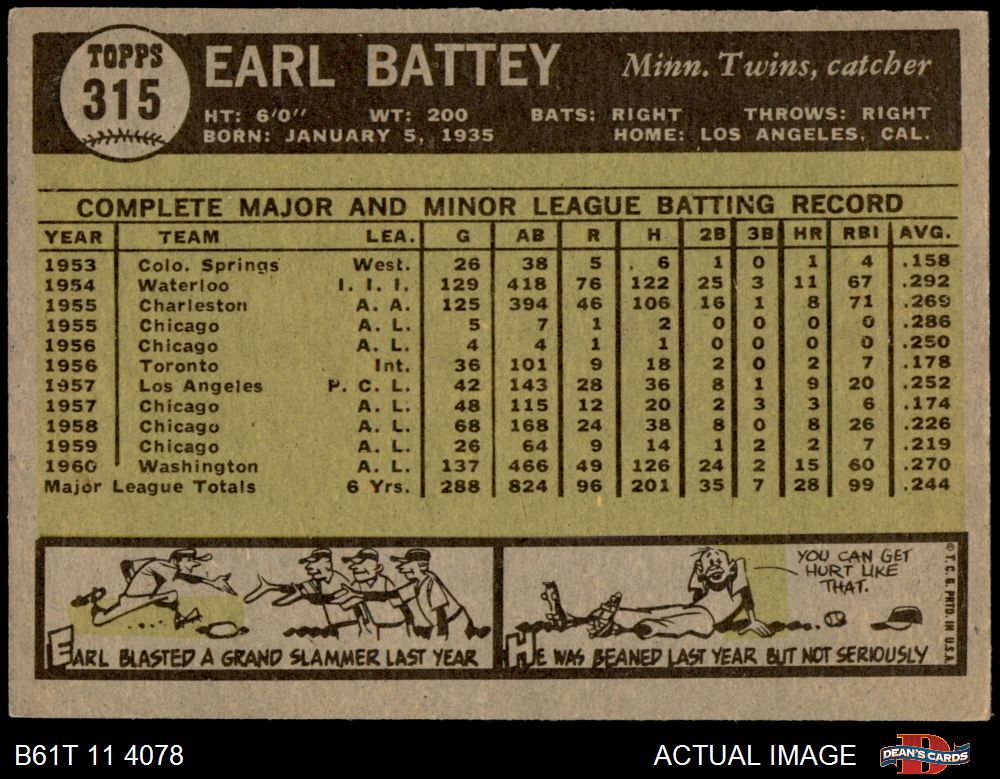 TOPPS
315
EARL BATTEY
Minn. Twins, catcher
HT: 6'0" WT: 200 BATS: RIGHT THROWS: RIGHT
BORN: JANUARY 5, 1935 HOME: LOS ANGELES, CAL.
COMPLETE MAJOR AND MINOR LEAGUE BATTING RECORD
YEAR TEAM LEA. G AB R H 2B 3B HR RBI AVG.
1953 Colo. Springs West. 26 38 5 6 1 0 1 4 .158
1954 Waterloo I. I. I. 129 418 76 122 25 3 11 67 .292
1955 Charleston A. A. 125 394 46 106 16 1 8 71 .269
1955 Chicago A. L. 5 7 1 2 0 0 0 0 .286
1956 Chicago A. L. 4 4 1 1 0 0 0 0 .250
1956 Toronto Int. 36 101 9 18 2 0 2 7 .178
1957 Los Angeles P. C. L. 42 143 28 36 8 1 9 20 .252
1957 Chicago A. L. 48 115 12 20 2 3 3 6 .174
1958 Chicago A. L. 68 168 24 38 8 0 8 26 .226
1959 Chicago A. L. 26 64 9 14 1 2 2 7 .219
1960 Washington A. L. 137 466 49 126 24 2 15 60 .270
Major League Totals 6 Yrs. 288 824 96 201 35 7 28 99 .244
YOU CAN GET
HURT LIKE
THAT.
EARL BLASTED A GRAND SLAMMER LAST YEAR
HE WAS BEANED LAST YEAR BUT NOT SERIOUSLY
© T. C. G. PRTD. IN U.S.A.
B61T 11 4078
ACTUAL IMAGE
DEAN'S CARDS